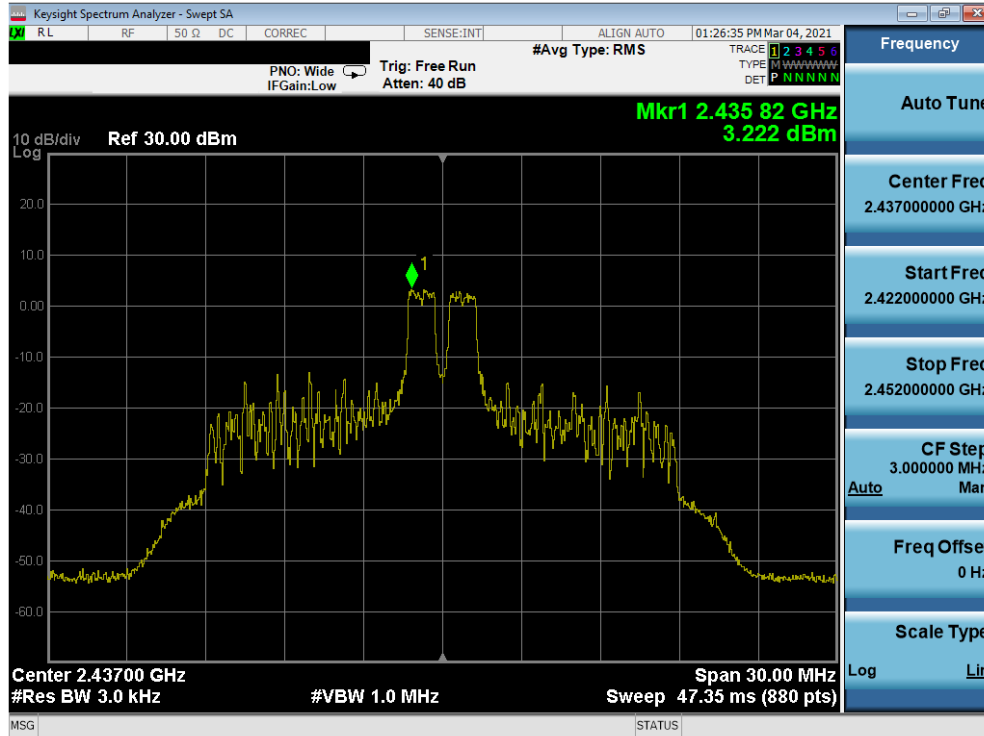 Keysight Spectrum Analyzer - Swept SA
LXI RL RF 50 Ω DC CORREC SENSE:INT ALIGN AUTO 01:26:35 PM Mar 04, 2021
#Avg Type: RMS TRACE 1 2 3 4 5 6
PNO: Wide Trig: Free Run TYPE M WWWWW
IFGain:Low Atten: 40 dB DET P N N N N N
Mkr1 2.435 82 GHz
3.222 dBm
10 dB/div Ref 30.00 dBm
Log
20.0
10.0
1
0.00
-10.0
-20.0
-30.0
-40.0
-50.0
-60.0
Center 2.43700 GHz Span 30.00 MHz
#Res BW 3.0 kHz #VBW 1.0 MHz Sweep 47.35 ms (880 pts)
MSG STATUS
Frequency
Auto Tune
Center Freq
2.437000000 GHz
Start Freq
2.422000000 GHz
Stop Freq
2.452000000 GHz
CF Step
3.000000 MHz
Auto Man
Freq Offset
0 Hz
Scale Type
Log Lin